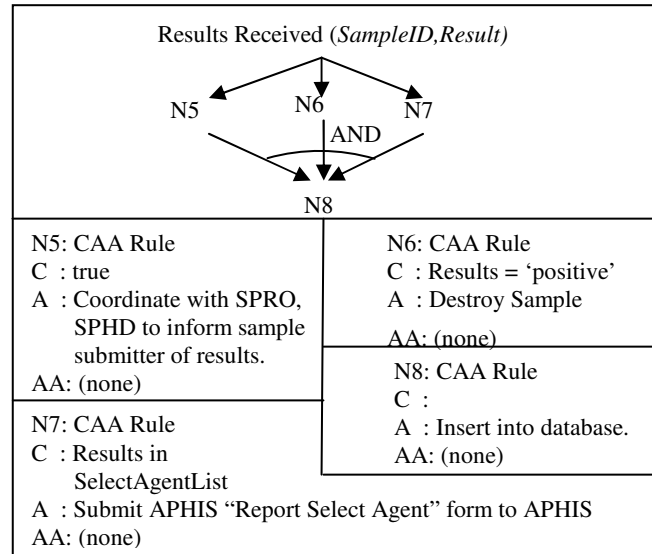 Results Received (SampleID,Result)
N5
N6
N7
AND
N8
N5: CAA Rule
C : true
A : Coordinate with SPRO,
SPHD to inform sample
submitter of results.
AA: (none)
N6: CAA Rule
C : Results = ‘positive’
A : Destroy Sample
AA: (none)
N8: CAA Rule
C :
A : Insert into database.
AA: (none)
N7: CAA Rule
C : Results in
SelectAgentList
A : Submit APHIS “Report Select Agent” form to APHIS
AA: (none)